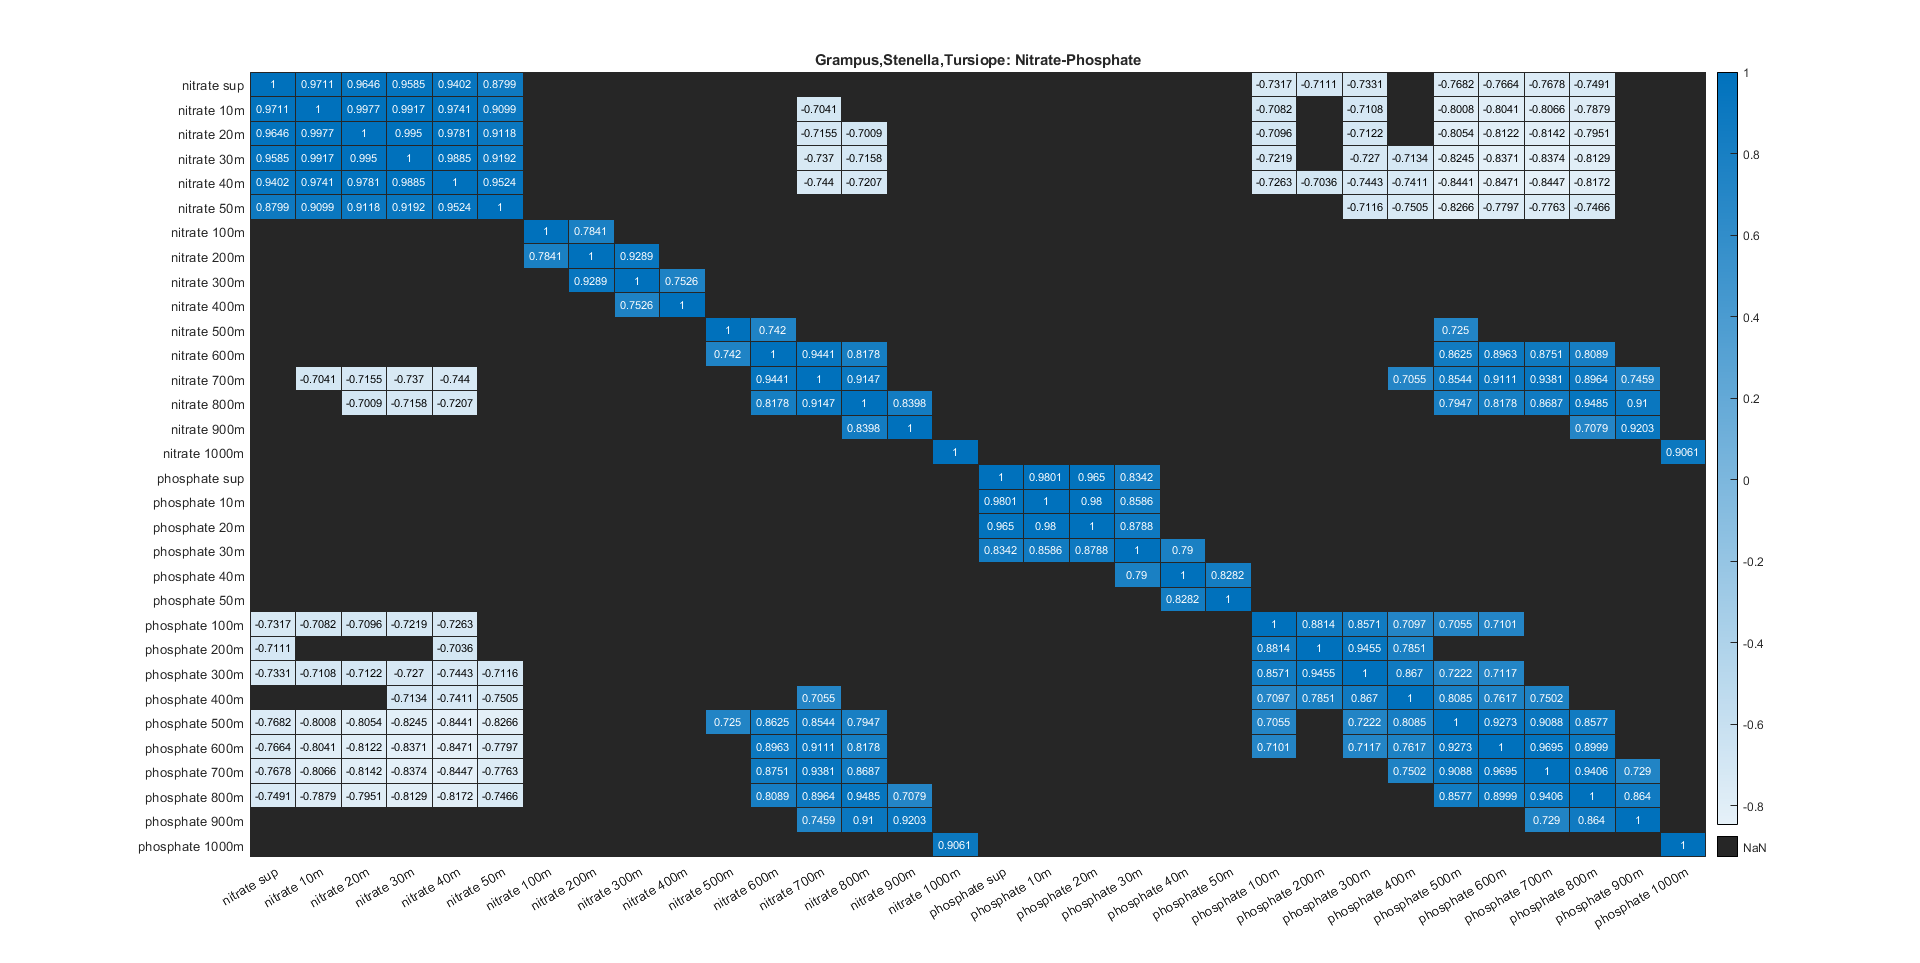 Grampus,Stenella,Tursiope: Nitrate-Phosphate
nitrate sup 1 0.9711 0.9646 0.9585 0.9402 0.8799 -0.7317 -0.7111 -0.7331 -0.7682 -0.7664 -0.7678 -0.7491 1
nitrate 10m 0.9711 1 0.9977 0.9917 0.9741 0.9099 -0.7041 -0.7082 -0.7108 -0.8008 -0.8041 -0.8066 -0.7879
nitrate 20m 0.9646 0.9977 1 0.995 0.9781 0.9118 -0.7155 -0.7009 -0.7096 -0.7122 -0.8054 -0.8122 -0.8142 -0.7951
nitrate 30m 0.9585 0.9917 0.995 1 0.9885 0.9192 -0.737 -0.7158 -0.7219 -0.727 -0.7134 -0.8245 -0.8371 -0.8374 -0.8129 0.8
nitrate 40m 0.9402 0.9741 0.9781 0.9885 1 0.9524 -0.744 -0.7207 -0.7263 -0.7036 -0.7443 -0.7411 -0.8441 -0.8471 -0.8447 -0.8172
nitrate 50m 0.8799 0.9099 0.9118 0.9192 0.9524 1 -0.7116 -0.7505 -0.8266 -0.7797 -0.7763 -0.7466
nitrate 100m 1 0.7841 0.6
nitrate 200m 0.7841 1 0.9289
nitrate 300m 0.9289 1 0.7526
nitrate 400m 0.7526 1 0.4
nitrate 500m 1 0.742 0.725
nitrate 600m 0.742 1 0.9441 0.8178 0.8625 0.8963 0.8751 0.8089
nitrate 700m -0.7041 -0.7155 -0.737 -0.744 0.9441 1 0.9147 0.7055 0.8544 0.9111 0.9381 0.8964 0.7459
nitrate 800m -0.7009 -0.7158 -0.7207 0.8178 0.9147 1 0.8398 0.7947 0.8178 0.8687 0.9485 0.91 0.2
nitrate 900m 0.8398 1 0.7079 0.9203
nitrate 1000m 1 0.9061
phosphate sup 1 0.9801 0.965 0.8342 0
phosphate 10m 0.9801 1 0.98 0.8586
phosphate 20m 0.965 0.98 1 0.8788
phosphate 30m 0.8342 0.8586 0.8788 1 0.79 -0.2
phosphate 40m 0.79 1 0.8282
phosphate 50m 0.8282 1
phosphate 100m -0.7317 -0.7082 -0.7096 -0.7219 -0.7263 1 0.8814 0.8571 0.7097 0.7055 0.7101
phosphate 200m -0.7111 -0.7036 0.8814 1 0.9455 0.7851 -0.4
phosphate 300m -0.7331 -0.7108 -0.7122 -0.727 -0.7443 -0.7116 0.8571 0.9455 1 0.867 0.7222 0.7117
phosphate 400m -0.7134 -0.7411 -0.7505 0.7055 0.7097 0.7851 0.867 1 0.8085 0.7617 0.7502
phosphate 500m -0.7682 -0.8008 -0.8054 -0.8245 -0.8441 -0.8266 0.725 0.8625 0.8544 0.7947 0.7055 0.7222 0.8085 1 0.9273 0.9088 0.8577 -0.6
phosphate 600m -0.7664 -0.8041 -0.8122 -0.8371 -0.8471 -0.7797 0.8963 0.9111 0.8178 0.7101 0.7117 0.7617 0.9273 1 0.9695 0.8999
phosphate 700m -0.7678 -0.8066 -0.8142 -0.8374 -0.8447 -0.7763 0.8751 0.9381 0.8687 0.7502 0.9088 0.9695 1 0.9406 0.729
phosphate 800m -0.7491 -0.7879 -0.7951 -0.8129 -0.8172 -0.7466 0.8089 0.8964 0.9485 0.7079 0.8577 0.8999 0.9406 1 0.864 -0.8
phosphate 900m 0.7459 0.91 0.9203 0.729 0.864 1
phosphate 1000m 0.9061 1 NaN
nitrate sup nitrate 10m nitrate 20m nitrate 30m nitrate 40m nitrate 50m nitrate 100m nitrate 200m nitrate 300m nitrate 400m nitrate 500m nitrate 600m nitrate 700m nitrate 800m nitrate 900m nitrate 1000m phosphate sup phosphate 10m phosphate 20m phosphate 30m phosphate 40m phosphate 50m phosphate 100m phosphate 200m phosphate 300m phosphate 400m phosphate 500m phosphate 600m phosphate 700m phosphate 800m phosphate 900m phosphate 1000m